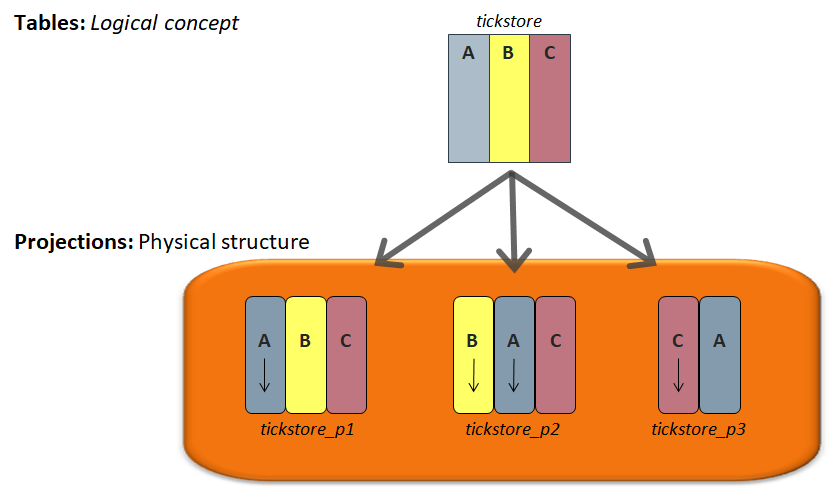 Tables: Logical concept
tickstore
A B C
Projections: Physical structure
A B C
B A C
C A
tickstore_p1
tickstore_p2
tickstore_p3